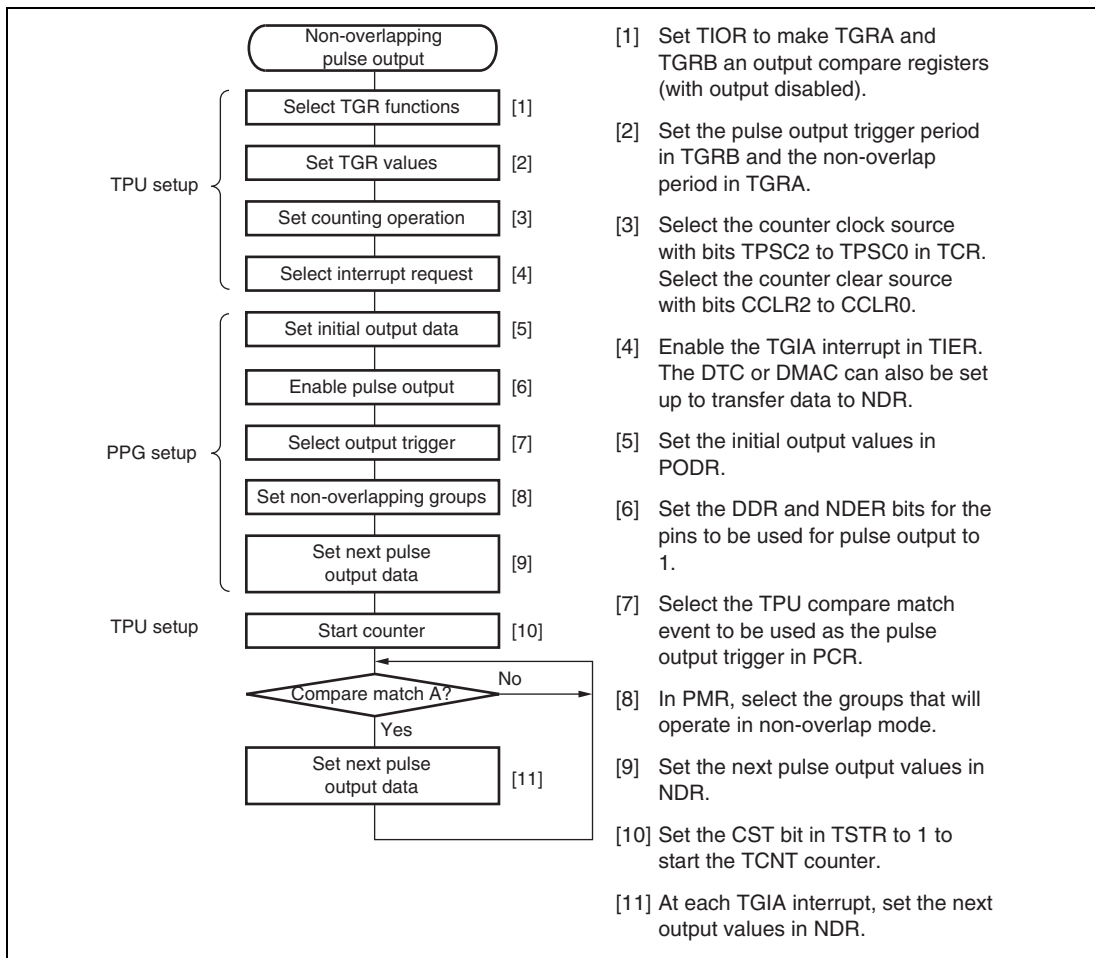 Non-overlapping
pulse output
TPU setup
Select TGR functions
[1]
Set TGR values
[2]
Set counting operation
[3]
Select interrupt request
[4]
PPG setup
Set initial output data
[5]
Enable pulse output
[6]
Select output trigger
[7]
Set non-overlapping groups
[8]
Set next pulse
output data
[9]
TPU setup
Start counter
[10]
Compare match A?
No
Yes
Set next pulse
output data
[11]
[1] Set TIOR to make TGRA and
TGRB an output compare registers
(with output disabled).
[2] Set the pulse output trigger period
in TGRB and the non-overlap
period in TGRA.
[3] Select the counter clock source
with bits TPSC2 to TPSC0 in TCR.
Select the counter clear source
with bits CCLR2 to CCLR0.
[4] Enable the TGIA interrupt in TIER.
The DTC or DMAC can also be set
up to transfer data to NDR.
[5] Set the initial output values in
PODR.
[6] Set the DDR and NDER bits for the
pins to be used for pulse output to
1.
[7] Select the TPU compare match
event to be used as the pulse
output trigger in PCR.
[8] In PMR, select the groups that will
operate in non-overlap mode.
[9] Set the next pulse output values in
NDR.
[10] Set the CST bit in TSTR to 1 to
start the TCNT counter.
[11] At each TGIA interrupt, set the next
output values in NDR.